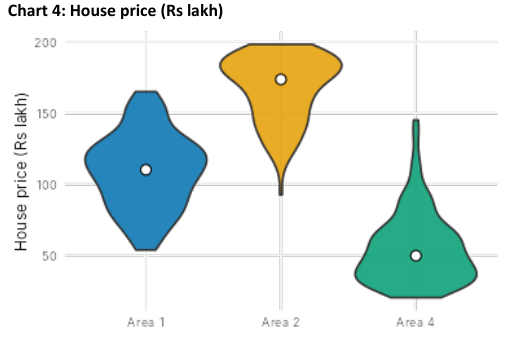 Chart 4: House price (Rs lakh)
House price (Rs lakh)
200
150
100
50
Area 1
Area 2
Area 4